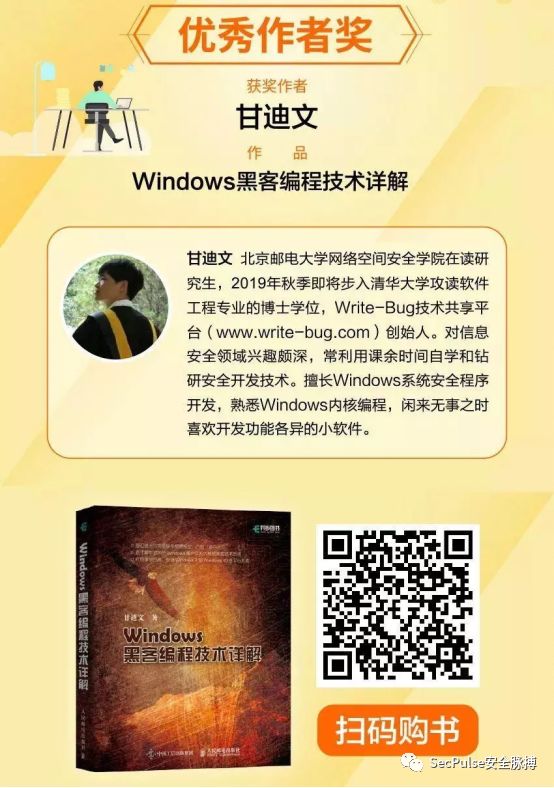 优秀作者奖
获奖作者
甘迪文
作 品
Windows黑客编程技术详解
甘迪文 北京邮电大学网络空间安全学院在读研
究生，2019年秋季即将步入清华大学攻读软件
工程专业的博士学位，Write-Bug技术共享平
台（www.write-bug.com）创始人。对信息
安全领域兴趣颇深，常利用课余时间自学和钻
研安全开发技术。擅长Windows系统安全程序
开发，熟悉Windows内核编程，闲来无事之时
喜欢开发功能各异的小软件。
异步图书
甘迪文 著
Windows
黑客编程技术详解
Windows黑客编程技术详解
人民邮电出版社
扫码购书
SecPulse安全脉搏